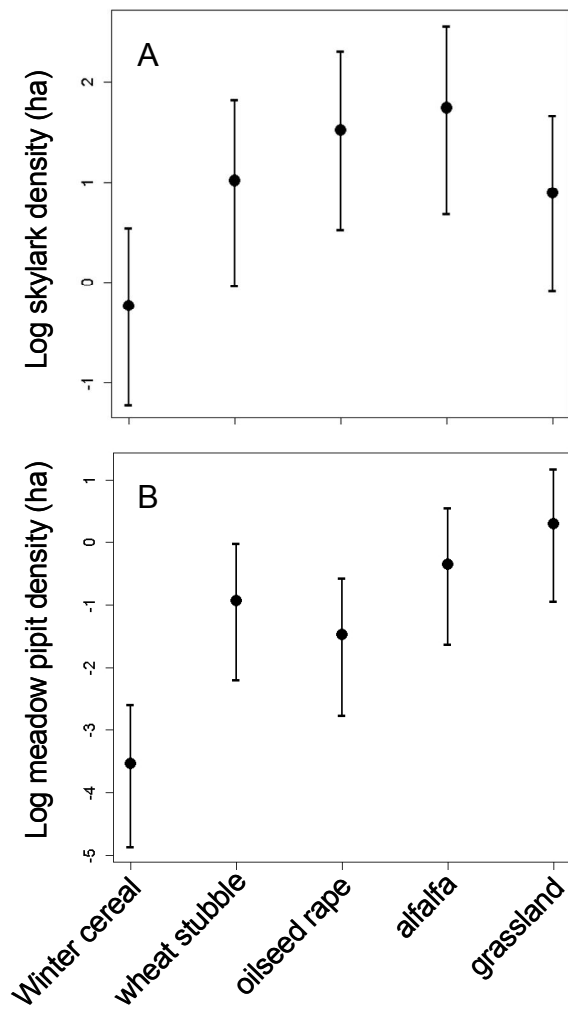 A
Log skylark density (ha)
2
1
0
-1
B
Log meadow pipit density (ha)
1
0
-1
-2
-3
-4
-5
Winter cereal
wheat stubble
oilseed rape
alfalfa
grassland